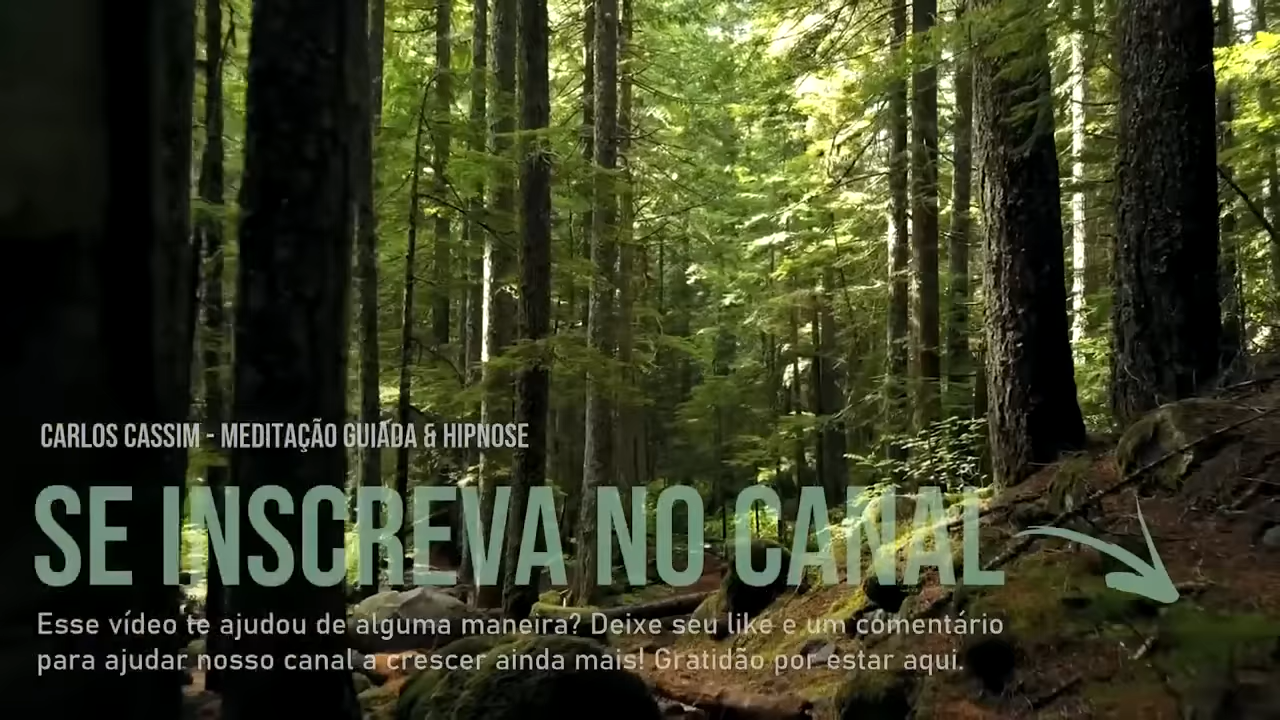 CARLOS CASSIM - MEDITAÇÃO GUIADA & HIPNOSE
SE INSCREVA NO CANAL
Esse vídeo te ajudou de alguma maneira? Deixe seu like e um comentário
para ajudar nosso canal a crescer ainda mais! Gratidão por estar aqui.